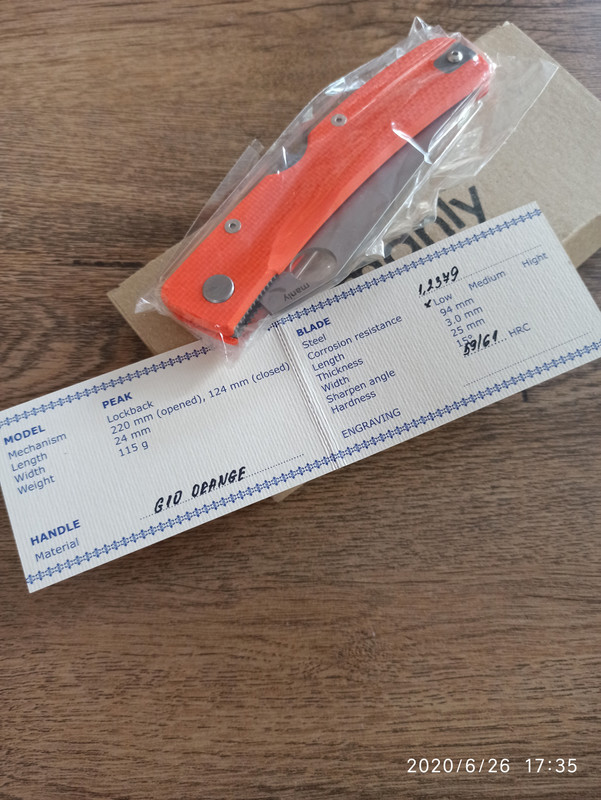 manly
manly
MODEL PEAK
Mechanism Lockback
Length 220 mm (opened), 124 mm (closed)
Width 24 mm
Weight 115 g
HANDLE
Material G10 ORANGE
BLADE
Steel 1,2379
Corrosion resistance x Low Medium Hight
Length 94 mm
Thickness 3,0 mm
Width 25 mm
Sharpen angle 15°
Hardness 59/61 HRC
ENGRAVING
2020/6/26 17:35